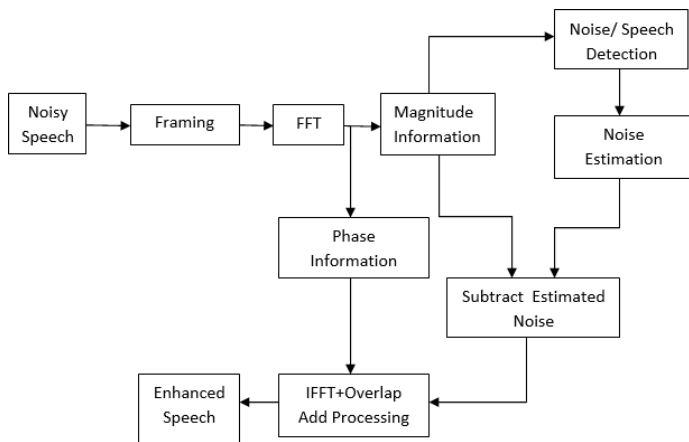 Noise/ Speech
Detection
Noisy
Speech
Framing
FFT
Magnitude
Information
Noise
Estimation
Phase
Information
Subtract Estimated
Noise
Enhanced
Speech
IFFT+Overlap
Add Processing